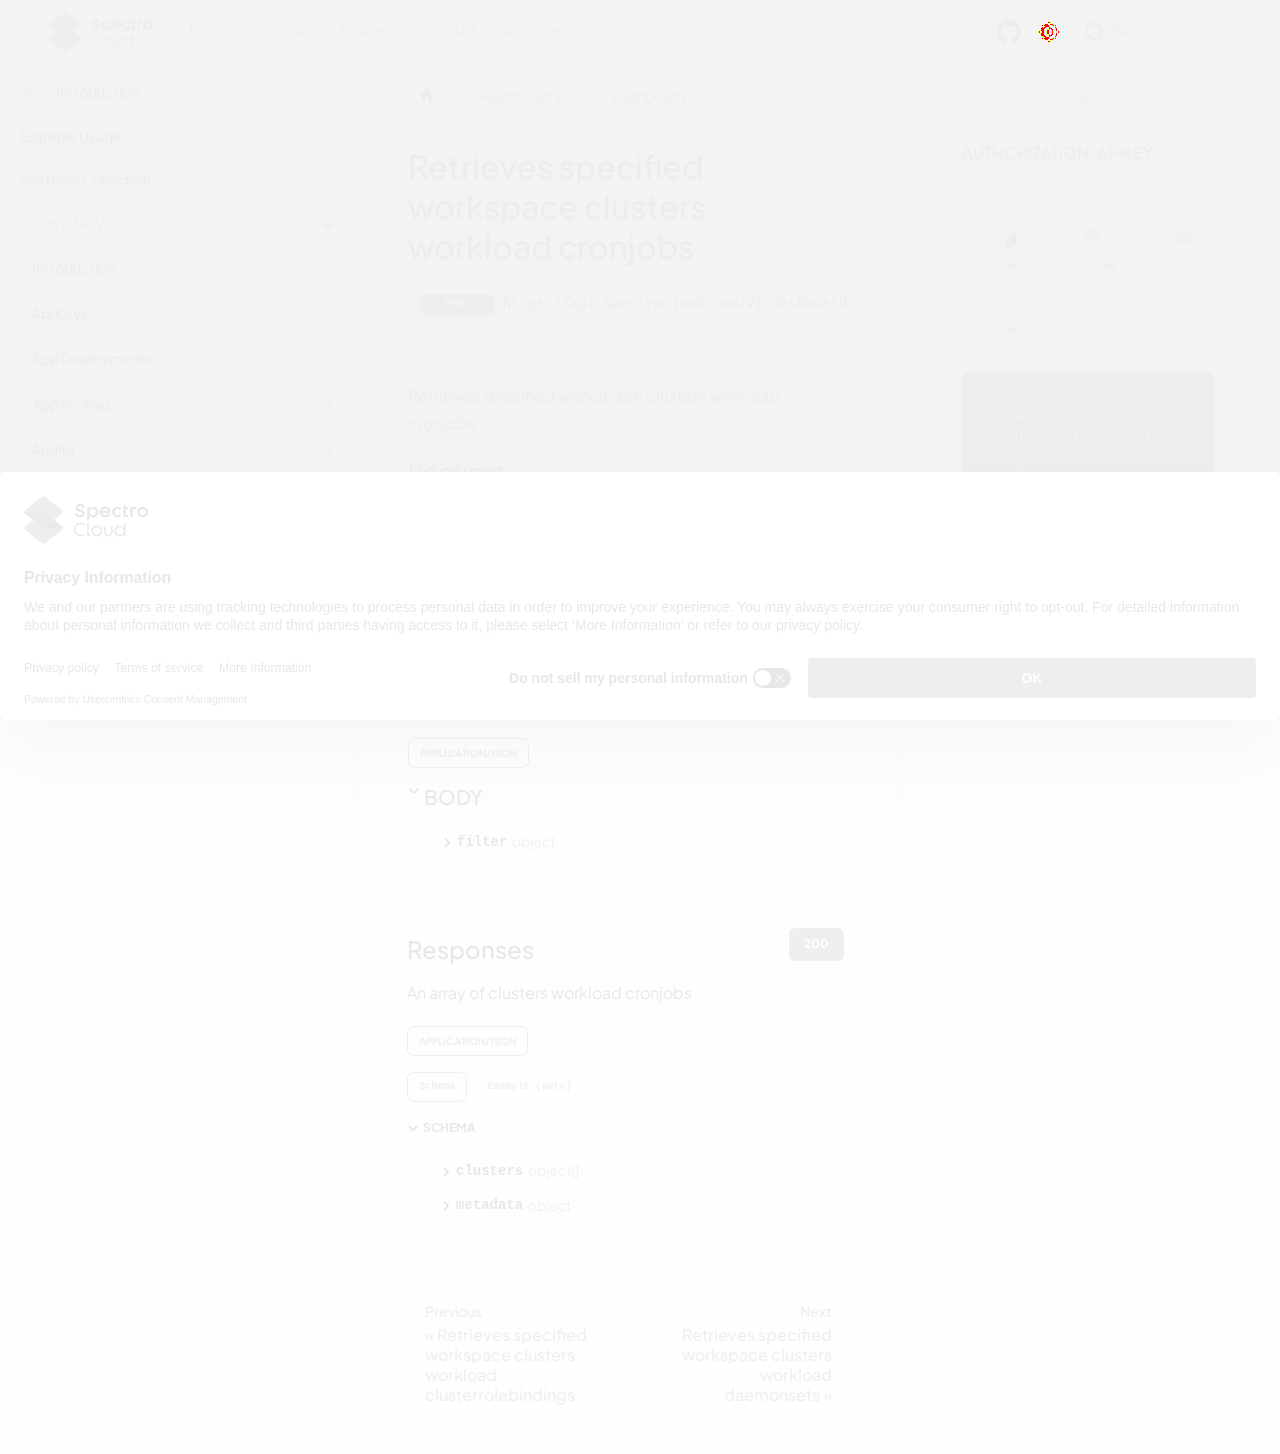 Spectro
Cloud
Docs Tutorials Downloads API latest
Search
Introduction
Palette API V1 Dashboard Retrieves specified workspace clusters workload cronjobs
Example Usage
Postman Collection
Palette API V1
Introduction
Api Keys
App Deployments
App Profiles
Audits
Retrieves specified
workspace clusters
workload cronjobs
https://api.spectrocloud.com/v1/dashboard
Retrieves specified workspace clusters workload
cronjobs
Request
AUTHORIZATION: APIKEY
CURL PYTHON GO
CURL
Spectro
Cloud
Privacy Information
We and our partners are using tracking technologies to process personal data in order to improve your experience. You may always exercise your consumer right to opt-out. For detailed information
about personal information we collect and third parties having access to it, please select 'More Information' or refer to our privacy policy.
Privacy policy Terms of service More Information
Do not sell my personal information
OK
Powered by Usercentrics Consent Management
APPLICATION/JSON
BODY
filter object
Responses
200
An array of clusters workload cronjobs
APPLICATION/JSON
Schema Example (auto)
SCHEMA
clusters object[]
metadata object
Previous
« Retrieves specified
workspace clusters
workload
clusterrolebindings
Next
Retrieves specified
workspace clusters
workload
daemonsets »